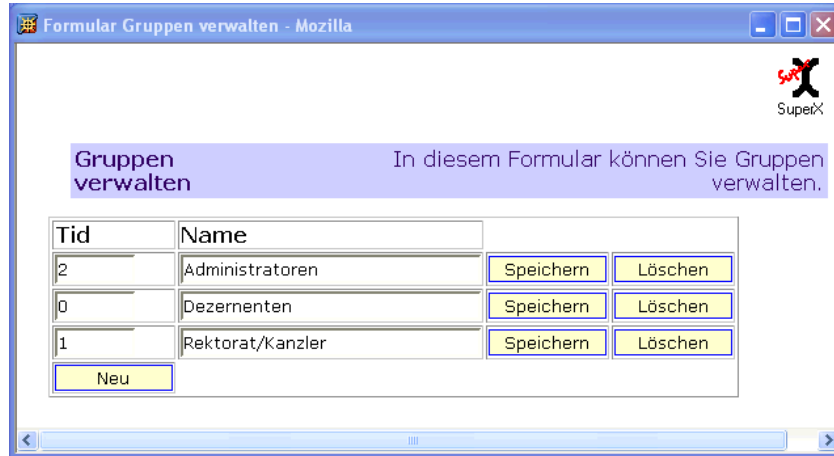 Formular Gruppen verwalten - Mozilla
Super X
SuperX
Gruppen verwalten
In diesem Formular können Sie Gruppen verwalten.
Tid Name
2 Administratoren Speichern Löschen
0 Dezernenten Speichern Löschen
1 Rektorat/Kanzler Speichern Löschen
Neu